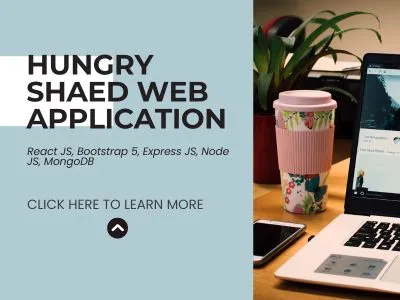 HUNGRY
SHAED WEB
APPLICATION
React JS, Bootstrap 5, Express JS, Node
JS, MongoDB
CLICK HERE TO LEARN MORE